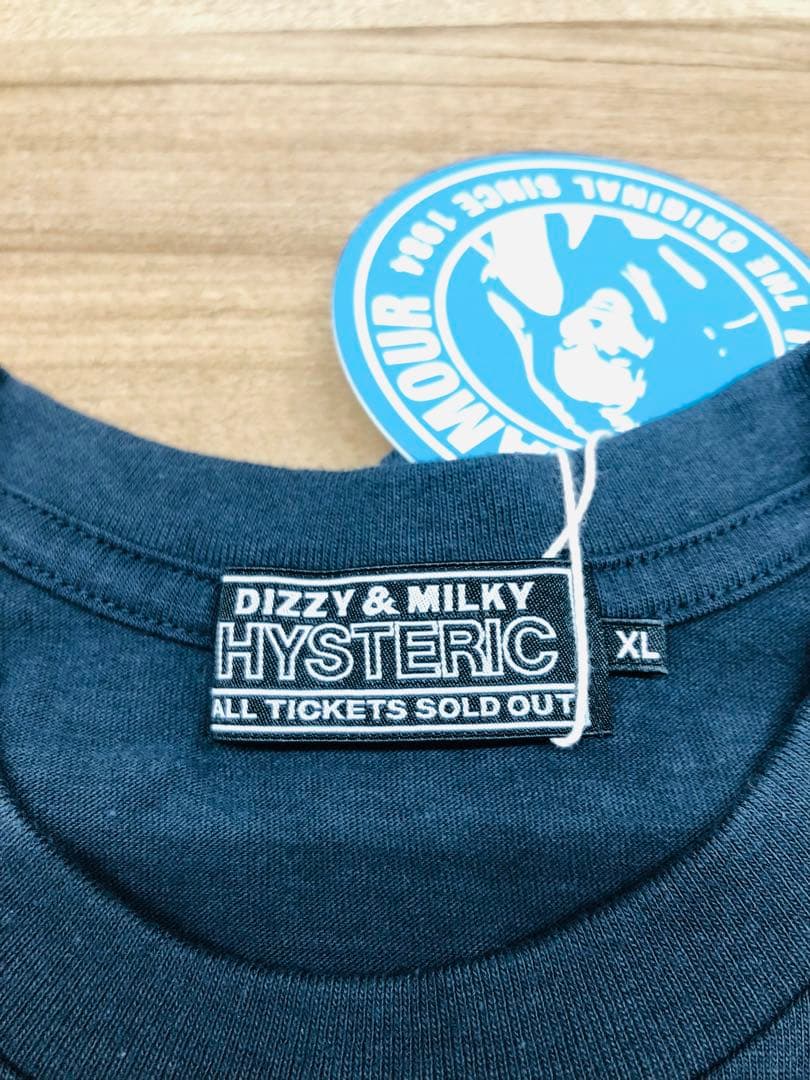 THE ORIGINAL SINCE 1984
AMOUR
DIZZY & MILKY
HYSTERIC
XL
ALL TICKETS SOLD OUT